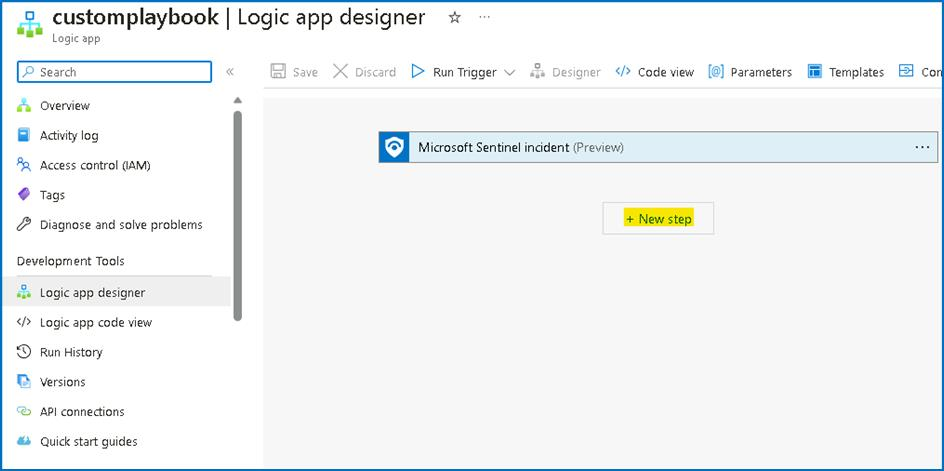 customplaybook | Logic app designer ☆ ...
Logic app
Search «
Save Discard Run Trigger Designer Code view Parameters Templates Con
Overview
Activity log
Access control (IAM)
Tags
Diagnose and solve problems
Development Tools
Logic app designer
Logic app code view
Run History
Versions
API connections
Quick start guides
Microsoft Sentinel incident (Preview) ...
+ New step